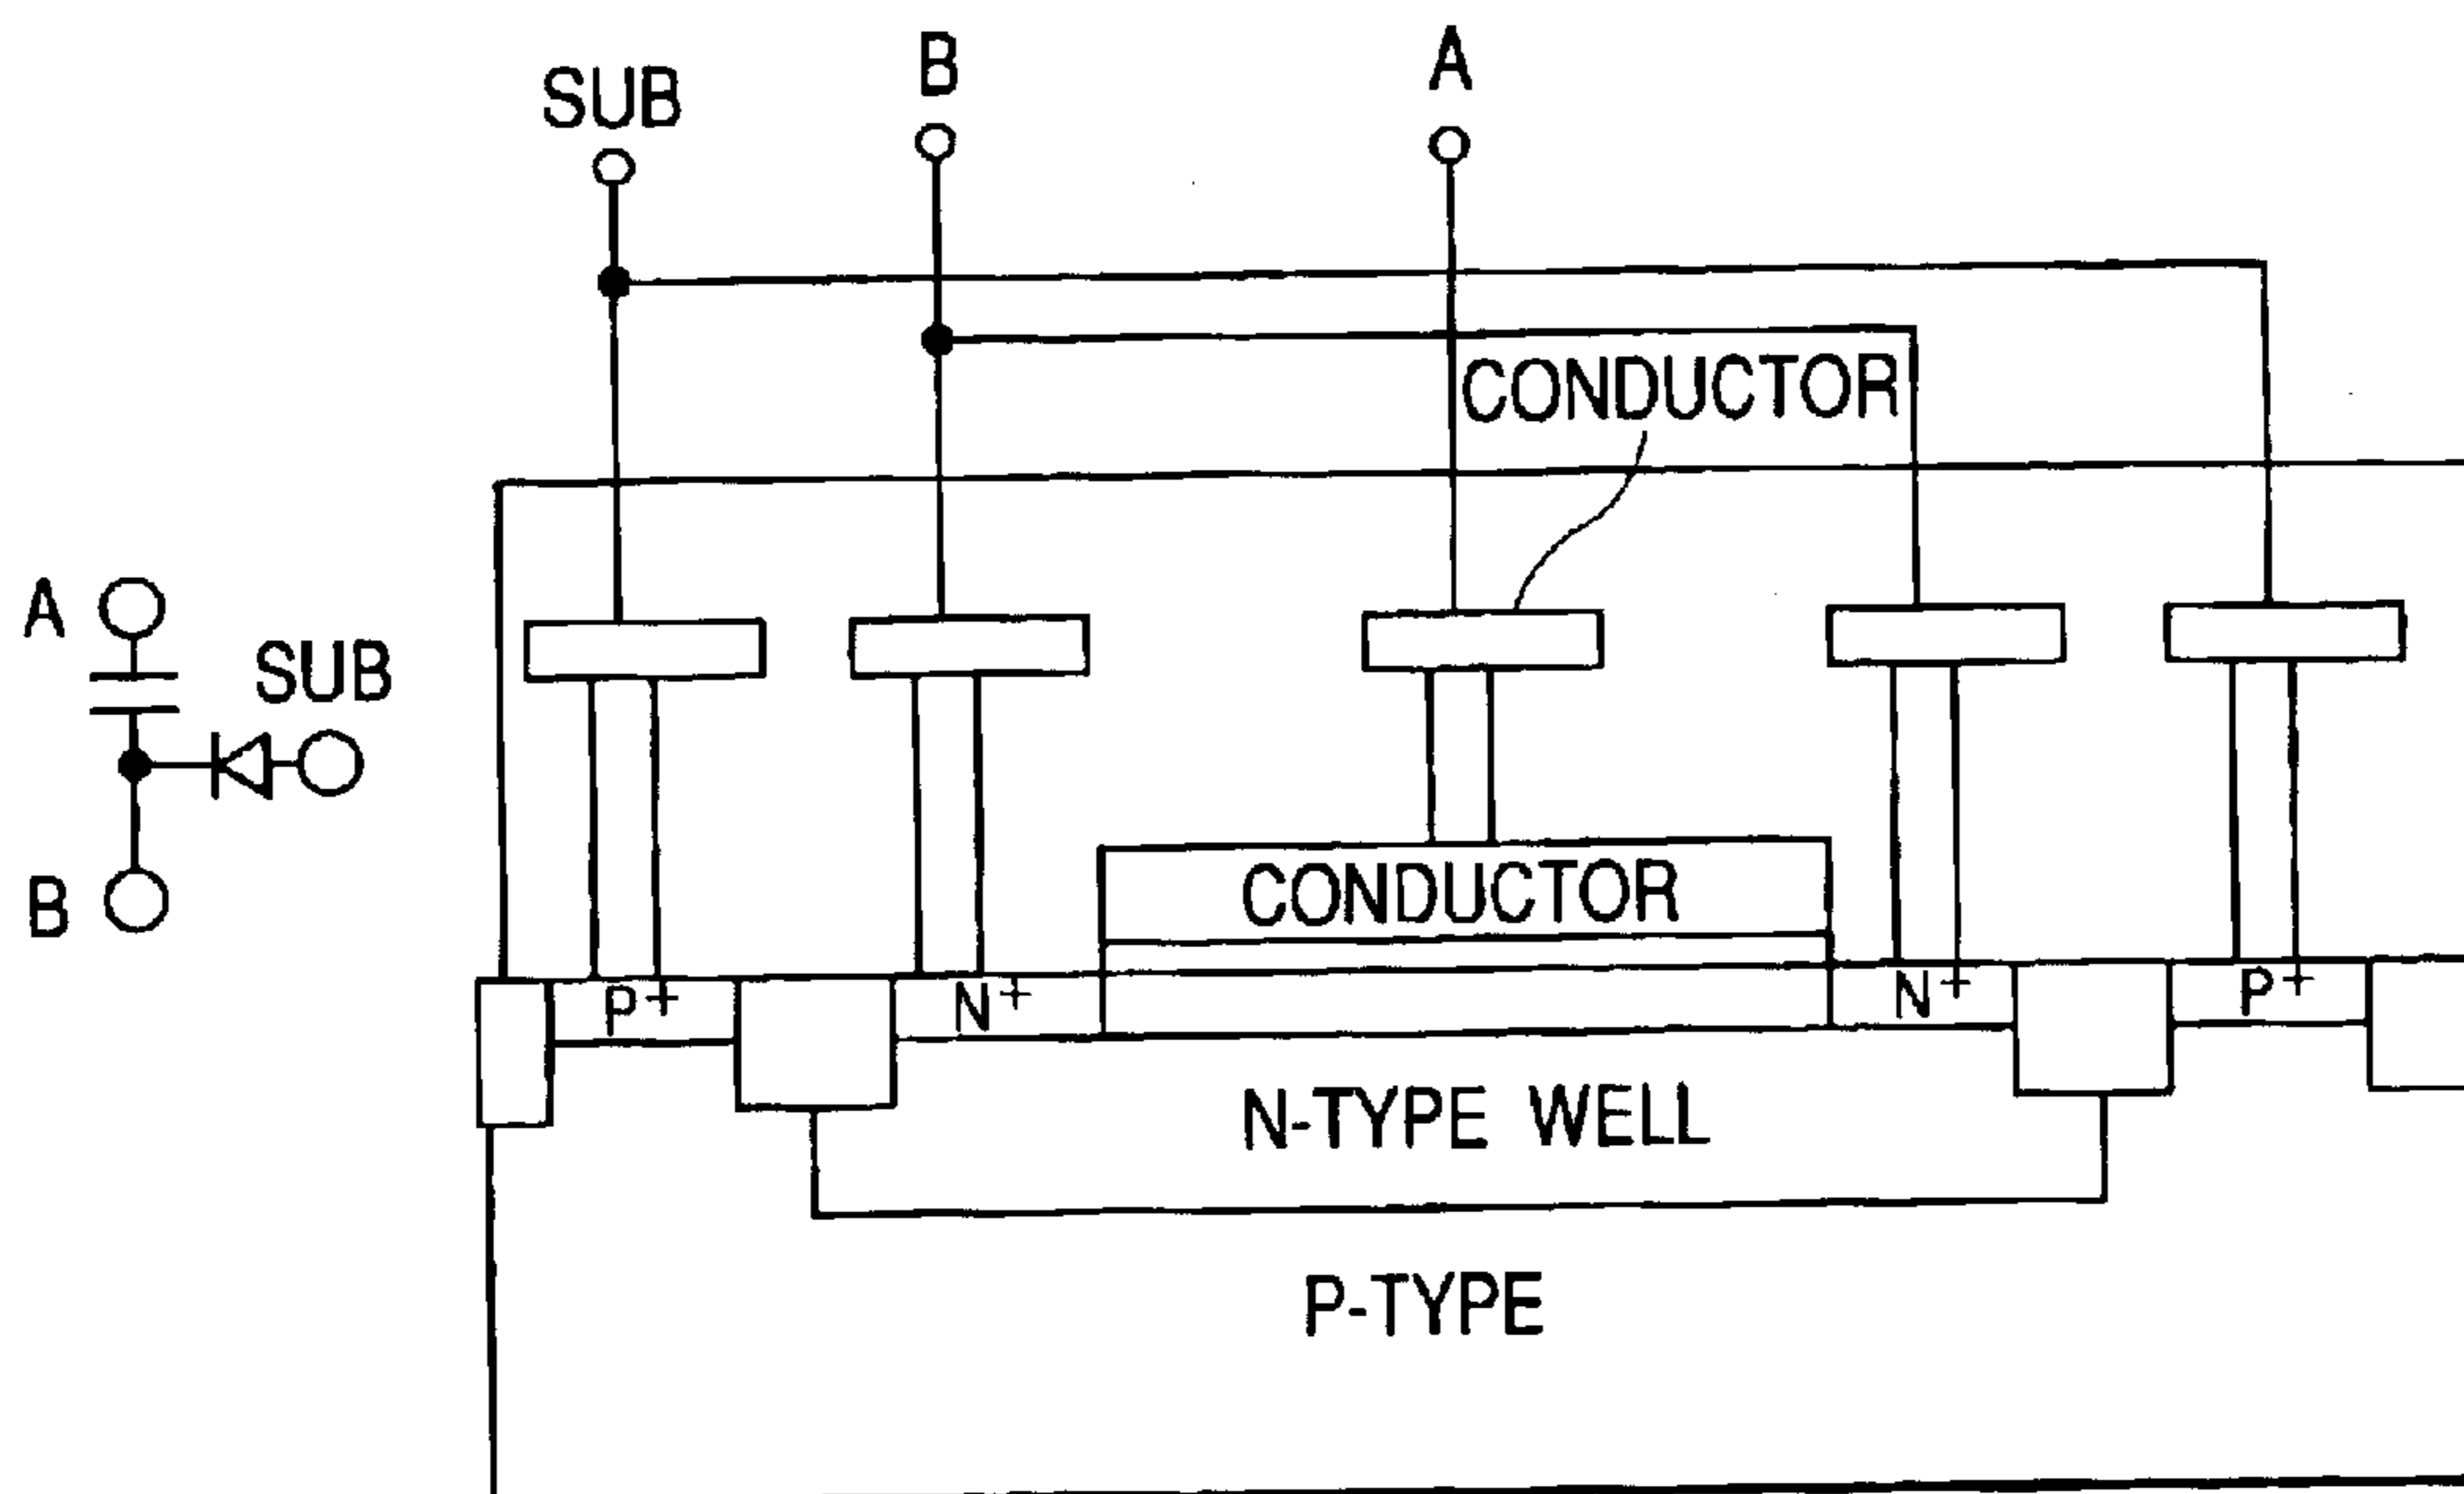 SUB
B
A
CONDUCTOR
A
SUB
B
CONDUCTOR
P+
N+
N+
P+
N-TYPE WELL
P-TYPE